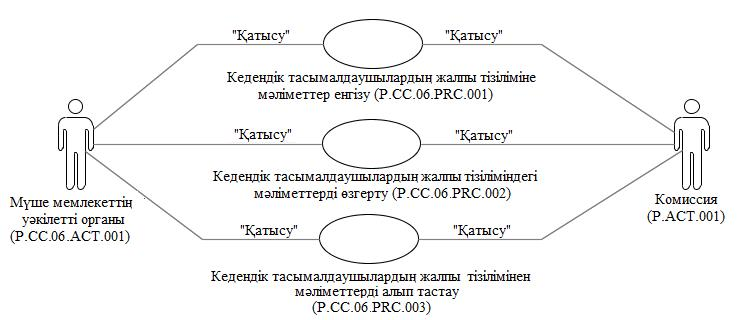 "Қатысу" "Қатысу"
Кедендік тасымалдаушылардың жалпы тізіліміне
мәліметтер енгізу (P.CC.06.PRC.001)
"Қатысу" "Қатысу"
Кедендік тасымалдаушылардың жалпы тізіліміндегі
мәліметтерді өзгерту (P.CC.06.PRC.002)
Мүше мемлекеттің
уәкілетті органы
(P.CC.06.ACT.001)
Комиссия
(P.ACT.001)
"Қатысу" "Қатысу"
Кедендік тасымалдаушылардың жалпы тізілімінен
мәліметтерді алып тастау
(P.CC.06.PRC.003)